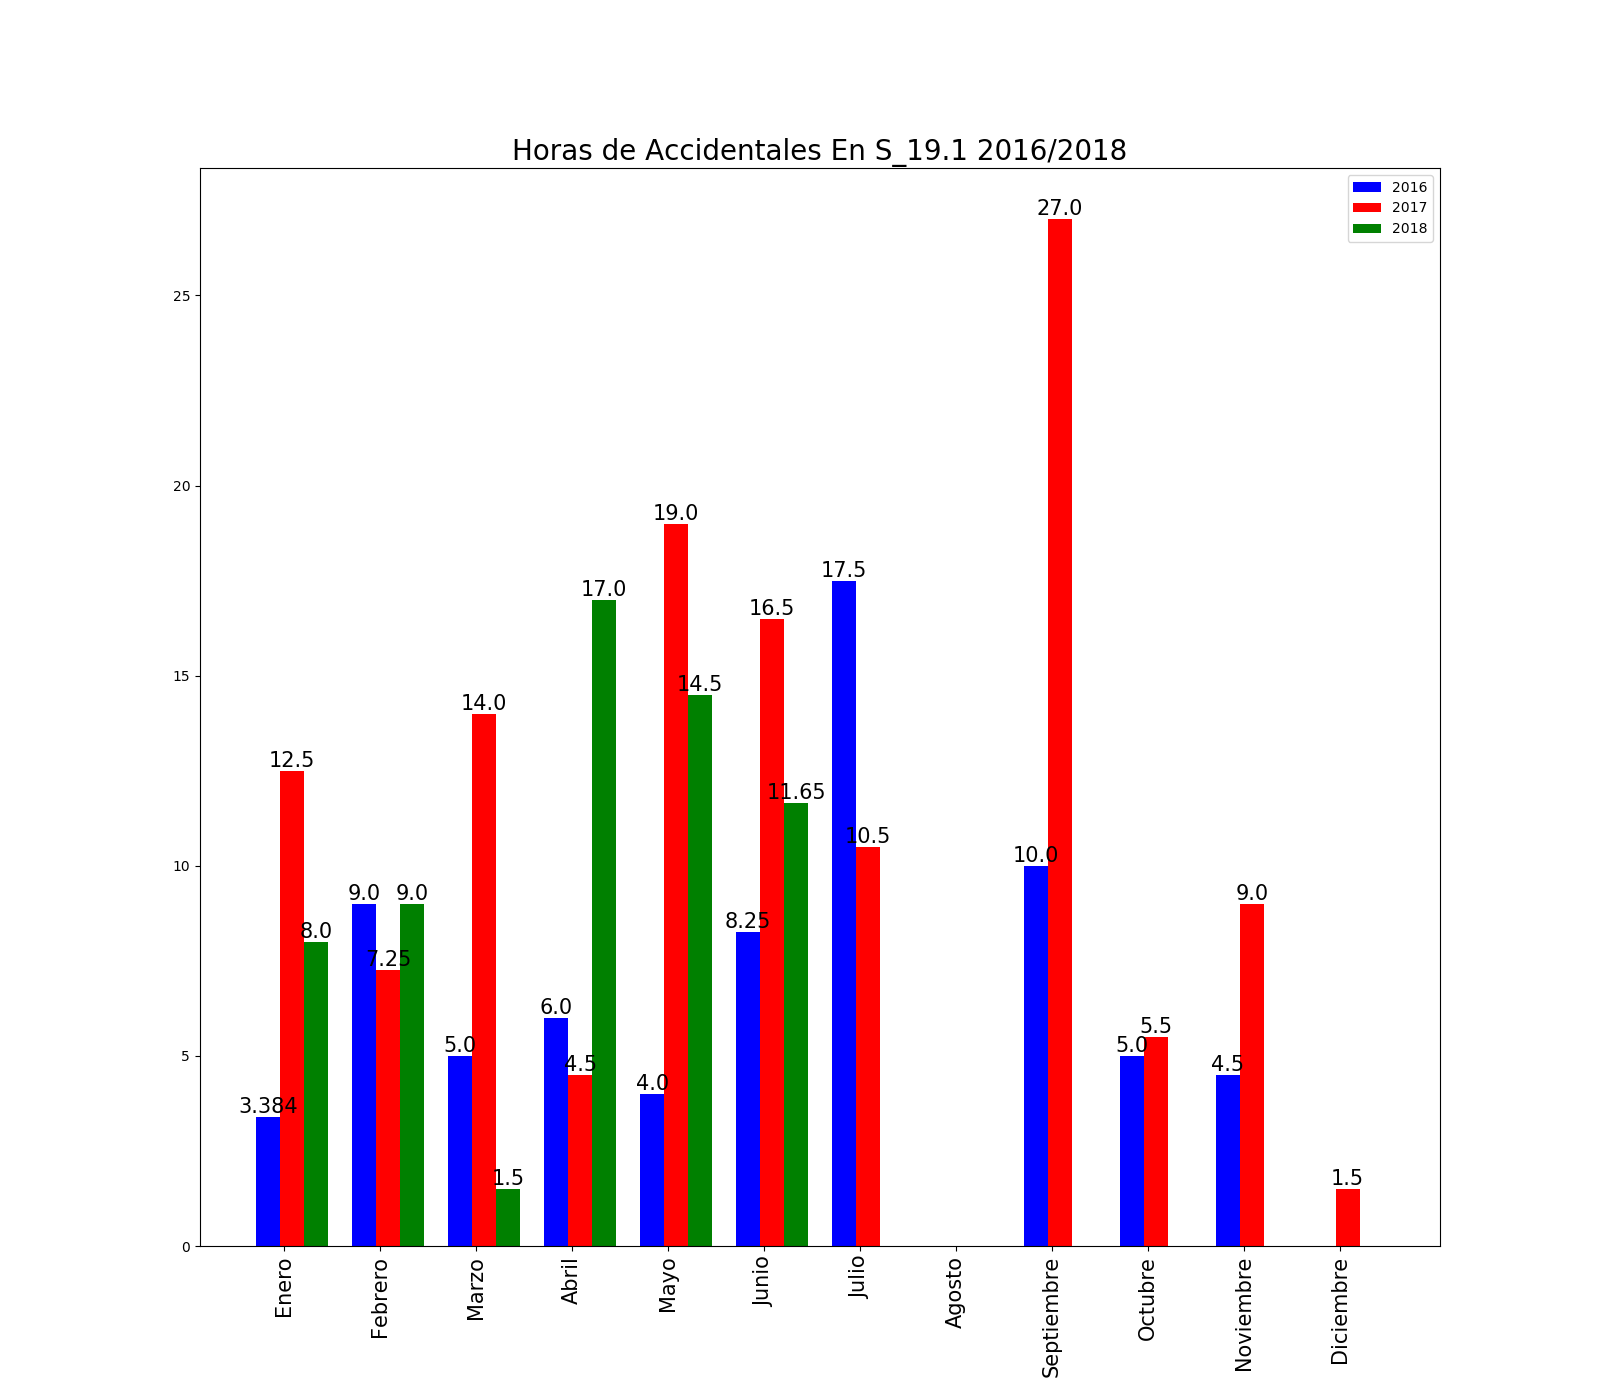 Horas de Accidentales En S_19.1 2016/2018
2016
2017
2018
27.0
25
20
19.0
17.5
17.0
16.5
15
14.5
14.0
12.5
11.65
10.5
10
10.0
9.0
9.0
9.0
8.25
8.0
7.25
6.0
5.5
5
5.0
5.0
4.5
4.5
4.0
3.384
1.5
1.5
0
Enero
Febrero
Marzo
Abril
Mayo
Junio
Julio
Agosto
Septiembre
Octubre
Noviembre
Diciembre